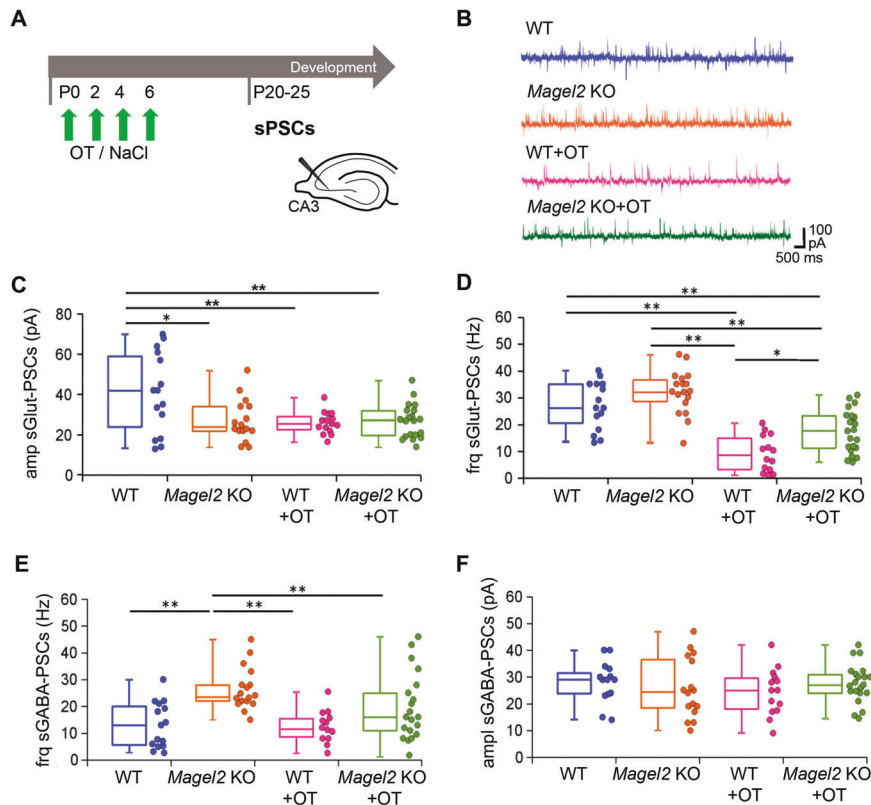 A
Development
P0 2 4 6 P20-25
OT / NaCl
sPSCs
CA3
B
WT
Magel2 KO
WT+OT
Magel2 KO+OT
100
pA
500 ms
C
amp sGlut-PSCs (pA)
80
60
40
20
0
**
**
*
WT Magel2 KO WT Magel2 KO
+OT +OT
D
frq sGlut-PSCs (Hz)
60
50
40
30
20
10
0
**
**
**
**
*
WT Magel2 KO WT Magel2 KO
+OT +OT
E
frq sGABA-PSCs (Hz)
60
50
40
30
20
10
0
**
** **
WT Magel2 KO WT Magel2 KO
+OT +OT
F
ampl sGABA-PSCs (pA)
60
50
40
30
20
10
0
WT Magel2 KO WT Magel2 KO
+OT +OT